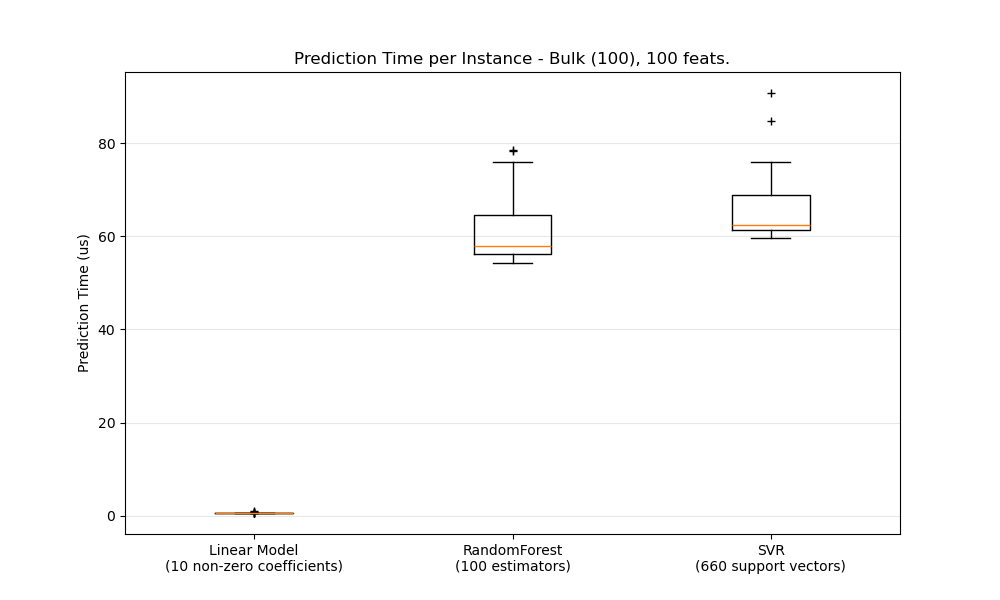 Prediction Time per Instance - Bulk (100), 100 feats.
Prediction Time (us)
80
60
40
20
0
Linear Model
(10 non-zero coefficients)
RandomForest
(100 estimators)
SVR
(660 support vectors)